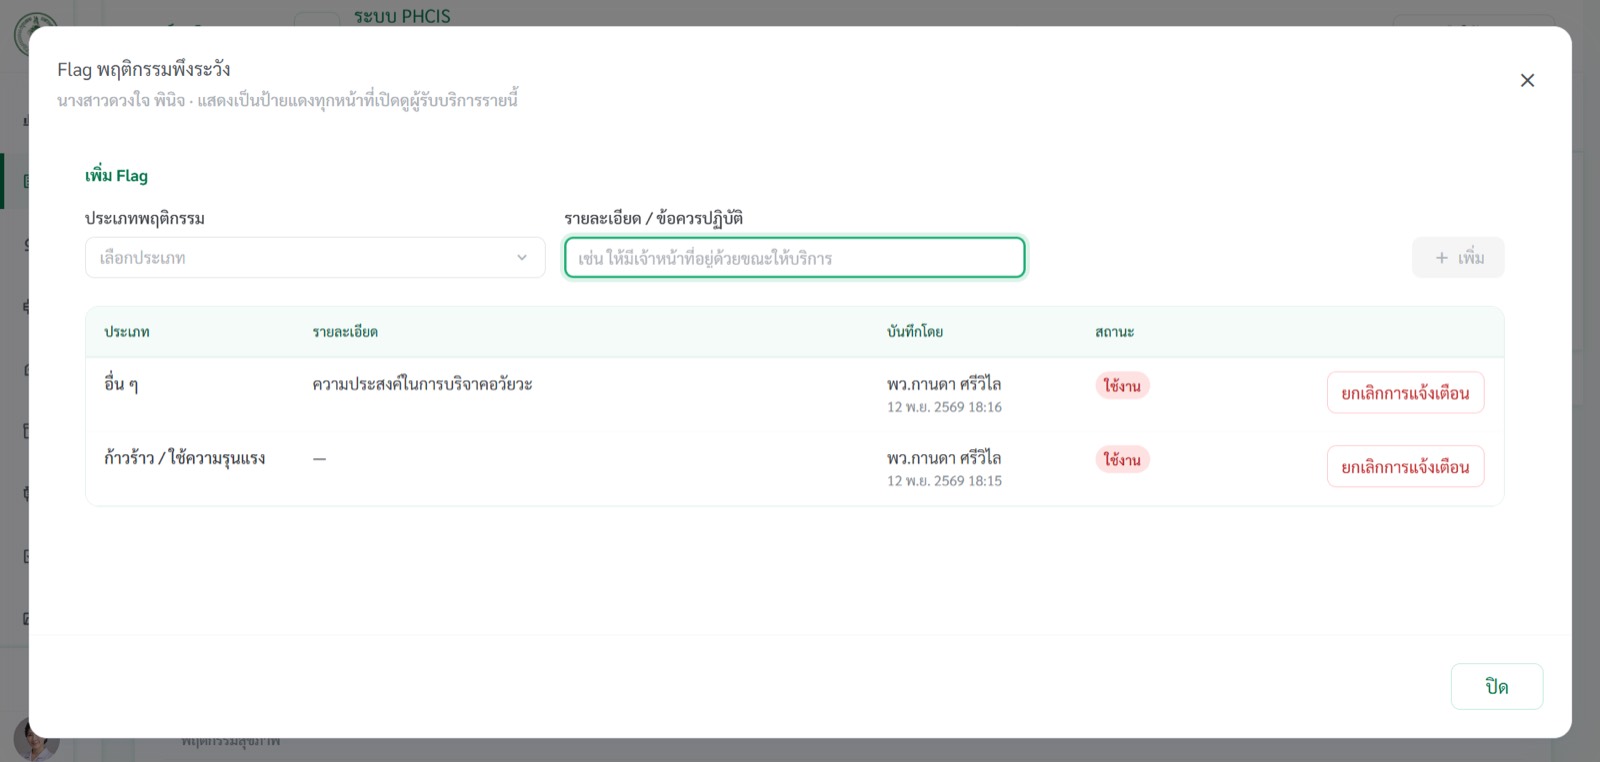 ระบบ PHCIS
Flag พฤติกรรมพึงระวัง
นางสาวดวงใจ พินิจ · แสดงเป็นป้ายแดงทุกหน้าที่เปิดดูผู้รับบริการรายนี้
เพิ่ม Flag
ประเภทพฤติกรรม
รายละเอียด / ข้อควรปฏิบัติ
เลือกประเภท
เช่น ให้มีเจ้าหน้าที่อยู่ด้วยขณะให้บริการ
+ เพิ่ม
ประเภท รายละเอียด บันทึกโดย สถานะ
อื่น ๆ ความประสงค์ในการบริจาคอวัยวะ พว.กานดา ศรีวิไล ใช้งาน ยกเลิกการแจ้งเตือน
12 พ.ย. 2569 18:16
ก้าวร้าว / ใช้ความรุนแรง — พว.กานดา ศรีวิไล ใช้งาน ยกเลิกการแจ้งเตือน
12 พ.ย. 2569 18:15
ปิด
พฤติกรรมสุขภาพ